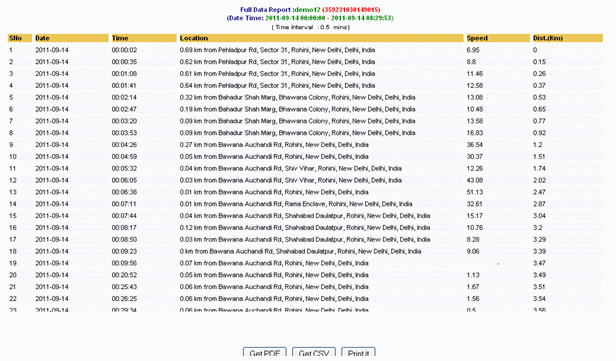 Full Data Report :demo12 (359231030149015)
(Date Time: 2011-09-14 00:00:00 - 2011-09-14 08:29:53)
(Time Interval : 0.5 mins)
SNo Date Time Location Speed Dist.(Km)
1 2011-09-14 00:00:02 0.69 km from Pehladpur Rd, Sector 31, Rohini, New Delhi, Delhi, India 6.95 0
2 2011-09-14 00:00:35 0.62 km from Pehladpur Rd, Sector 31, Rohini, New Delhi, Delhi, India 8.8 0.15
3 2011-09-14 00:01:08 0.61 km from Pehladpur Rd, Sector 31, Rohini, New Delhi, Delhi, India 11.46 0.26
4 2011-09-14 00:01:41 0.64 km from Pehladpur Rd, Sector 31, Rohini, New Delhi, Delhi, India 12.58 0.37
5 2011-09-14 00:02:14 0.32 km from Bahadur Shah Marg, Bhawana Colony, Rohini, New Delhi, Delhi, India 13.08 0.53
6 2011-09-14 00:02:47 0.19 km from Bahadur Shah Marg, Bhawana Colony, Rohini, New Delhi, Delhi, India 10.48 0.65
7 2011-09-14 00:03:20 0.09 km from Bahadur Shah Marg, Bhawana Colony, Rohini, New Delhi, Delhi, India 13.58 0.77
8 2011-09-14 00:03:53 0.09 km from Bahadur Shah Marg, Bhawana Colony, Rohini, New Delhi, Delhi, India 16.83 0.92
9 2011-09-14 00:04:26 0.27 km from Bawana Auchandi Rd, Rohini, New Delhi, Delhi, India 36.54 1.2
10 2011-09-14 00:04:59 0.05 km from Bawana Auchandi Rd, Rohini, New Delhi, Delhi, India 30.37 1.51
11 2011-09-14 00:05:32 0.04 km from Bawana Auchandi Rd, Shiv Vihar, Rohini, New Delhi, Delhi, India 12.26 1.74
12 2011-09-14 00:06:05 0.03 km from Bawana Auchandi Rd, Shiv Vihar, Rohini, New Delhi, Delhi, India 43.08 2.02
13 2011-09-14 00:06:38 0.01 km from Bawana Auchandi Rd, Rohini, New Delhi, Delhi, India 51.13 2.47
14 2011-09-14 00:07:11 0.01 km from Bawana Auchandi Rd, Rama Enclave, Rohini, New Delhi, Delhi, India 32.61 2.87
15 2011-09-14 00:07:44 0.04 km from Bawana Auchandi Rd, Shahabad Daulatpur, Rohini, New Delhi, Delhi, India 15.17 3.04
16 2011-09-14 00:08:17 0.12 km from Bawana Auchandi Rd, Shahabad Daulatpur, Rohini, New Delhi, Delhi, India 10.76 3.2
17 2011-09-14 00:08:50 0.03 km from Bawana Auchandi Rd, Shahabad Daulatpur, Rohini, New Delhi, Delhi, India 8.28 3.29
18 2011-09-14 00:09:23 0 km from Bawana Auchandi Rd, Shahabad Daulatpur, Rohini, New Delhi, Delhi, India 9.06 3.39
19 2011-09-14 00:09:56 0.07 km from Bawana Auchandi Rd, Rohini, New Delhi, Delhi, India - 3.47
20 2011-09-14 00:20:52 0.05 km from Bawana Auchandi Rd, Rohini, New Delhi, Delhi, India 1.13 3.49
21 2011-09-14 00:25:43 0.06 km from Bawana Auchandi Rd, Rohini, New Delhi, Delhi, India 1.67 3.51
22 2011-09-14 00:26:25 0.06 km from Bawana Auchandi Rd, Rohini, New Delhi, Delhi, India 1.56 3.54
23 2011-09-14 00:29:34 0.06 km from Bawana Auchandi Rd, Rohini, New Delhi, Delhi, India 0.5 3.56
Get PDF Get CSV Print it